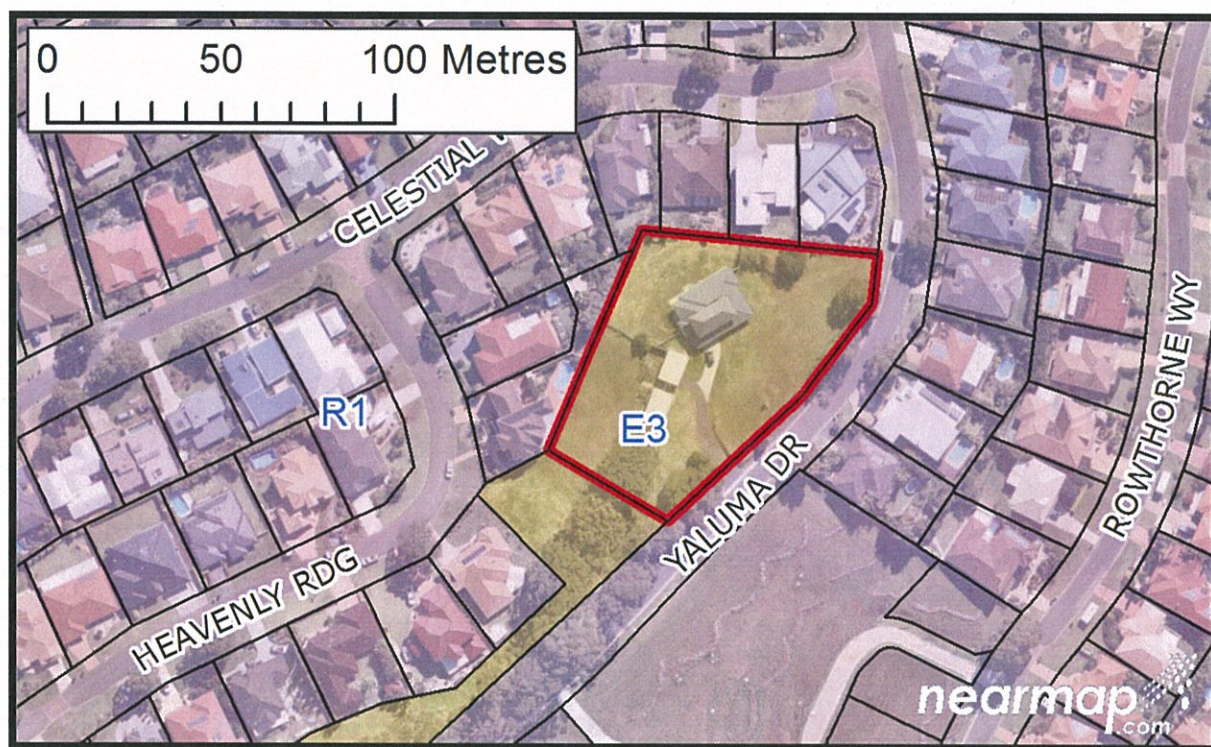 0 50 100 Metres
CELESTIAL
R1
E3
YALUMA DR
HEAVENLY RDG
ROWTHORNE WY
nearmap
.com